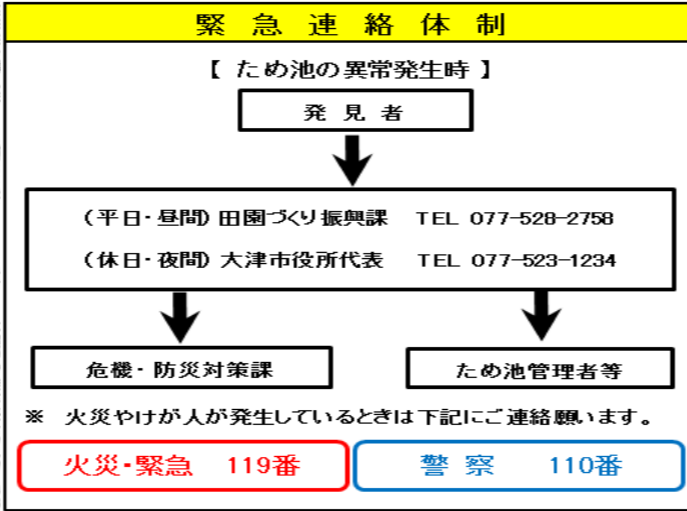 緊急連絡体制
【 ため池の異常発生時 】
発見者
(平日・昼間) 田園づくり振興課 TEL 077-528-2758
(休日・夜間) 大津市役所代表 TEL 077-523-1234
危機・防災対策課
ため池管理者等
※ 火災やけが人が発生しているときは下記にご連絡願います。
火災・緊急 119番
警察 110番